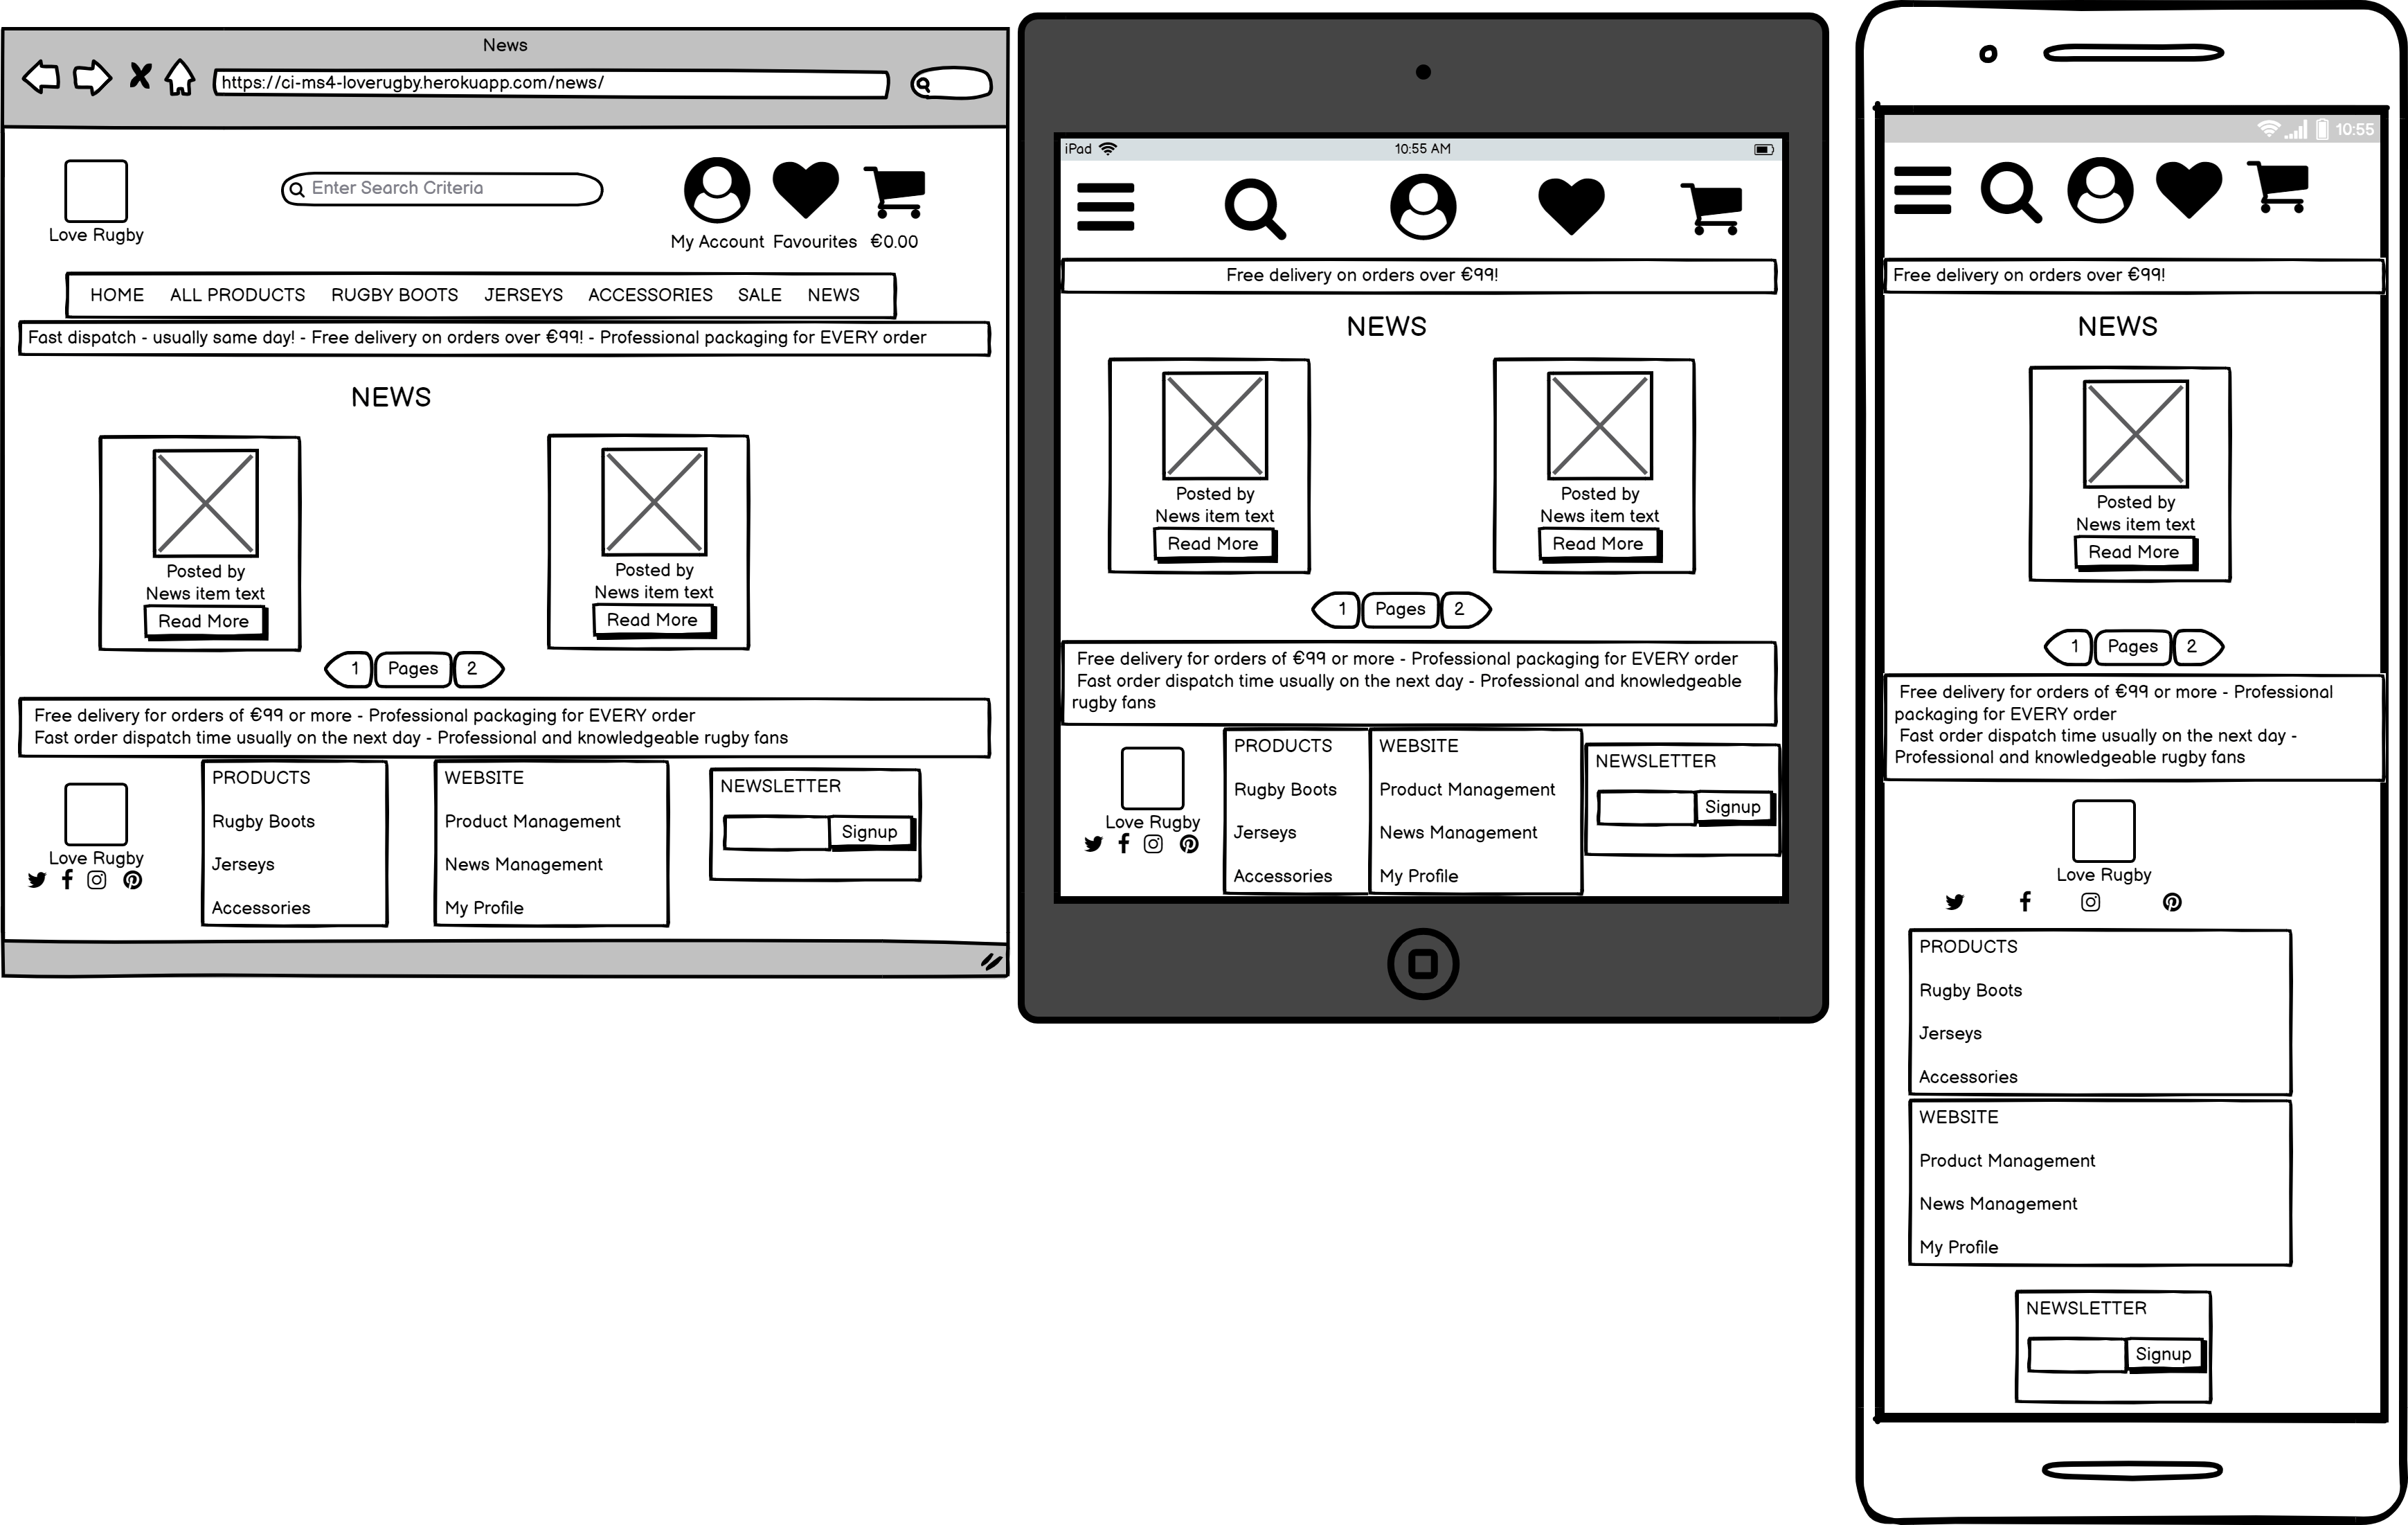 News
https://ci-ms4-loverugby.herokuapp.com/news/
Enter Search Criteria
Love Rugby
My Account Favourites €0.00
HOME ALL PRODUCTS RUGBY BOOTS JERSEYS ACCESSORIES SALE NEWS
Fast dispatch - usually same day! - Free delivery on orders over €99! - Professional packaging for EVERY order
NEWS
Posted by
News item text
Read More
Posted by
News item text
Read More
1 Pages 2
Free delivery for orders of €99 or more - Professional packaging for EVERY order
Fast order dispatch time usually on the next day - Professional and knowledgeable rugby fans
Love Rugby
PRODUCTS
Rugby Boots
Jerseys
Accessories
WEBSITE
Product Management
News Management
My Profile
NEWSLETTER
Signup
iPad 10:55 AM
Free delivery on orders over €99!
NEWS
Posted by
News item text
Read More
Posted by
News item text
Read More
1 Pages 2
Free delivery for orders of €99 or more - Professional packaging for EVERY order
Fast order dispatch time usually on the next day - Professional and knowledgeable
rugby fans
Love Rugby
PRODUCTS
Rugby Boots
Jerseys
Accessories
WEBSITE
Product Management
News Management
My Profile
NEWSLETTER
Signup
10:55
Free delivery on orders over €99!
NEWS
Posted by
News item text
Read More
1 Pages 2
Free delivery for orders of €99 or more - Professional
packaging for EVERY order
Fast order dispatch time usually on the next day -
Professional and knowledgeable rugby fans
Love Rugby
PRODUCTS
Rugby Boots
Jerseys
Accessories
WEBSITE
Product Management
News Management
My Profile
NEWSLETTER
Signup